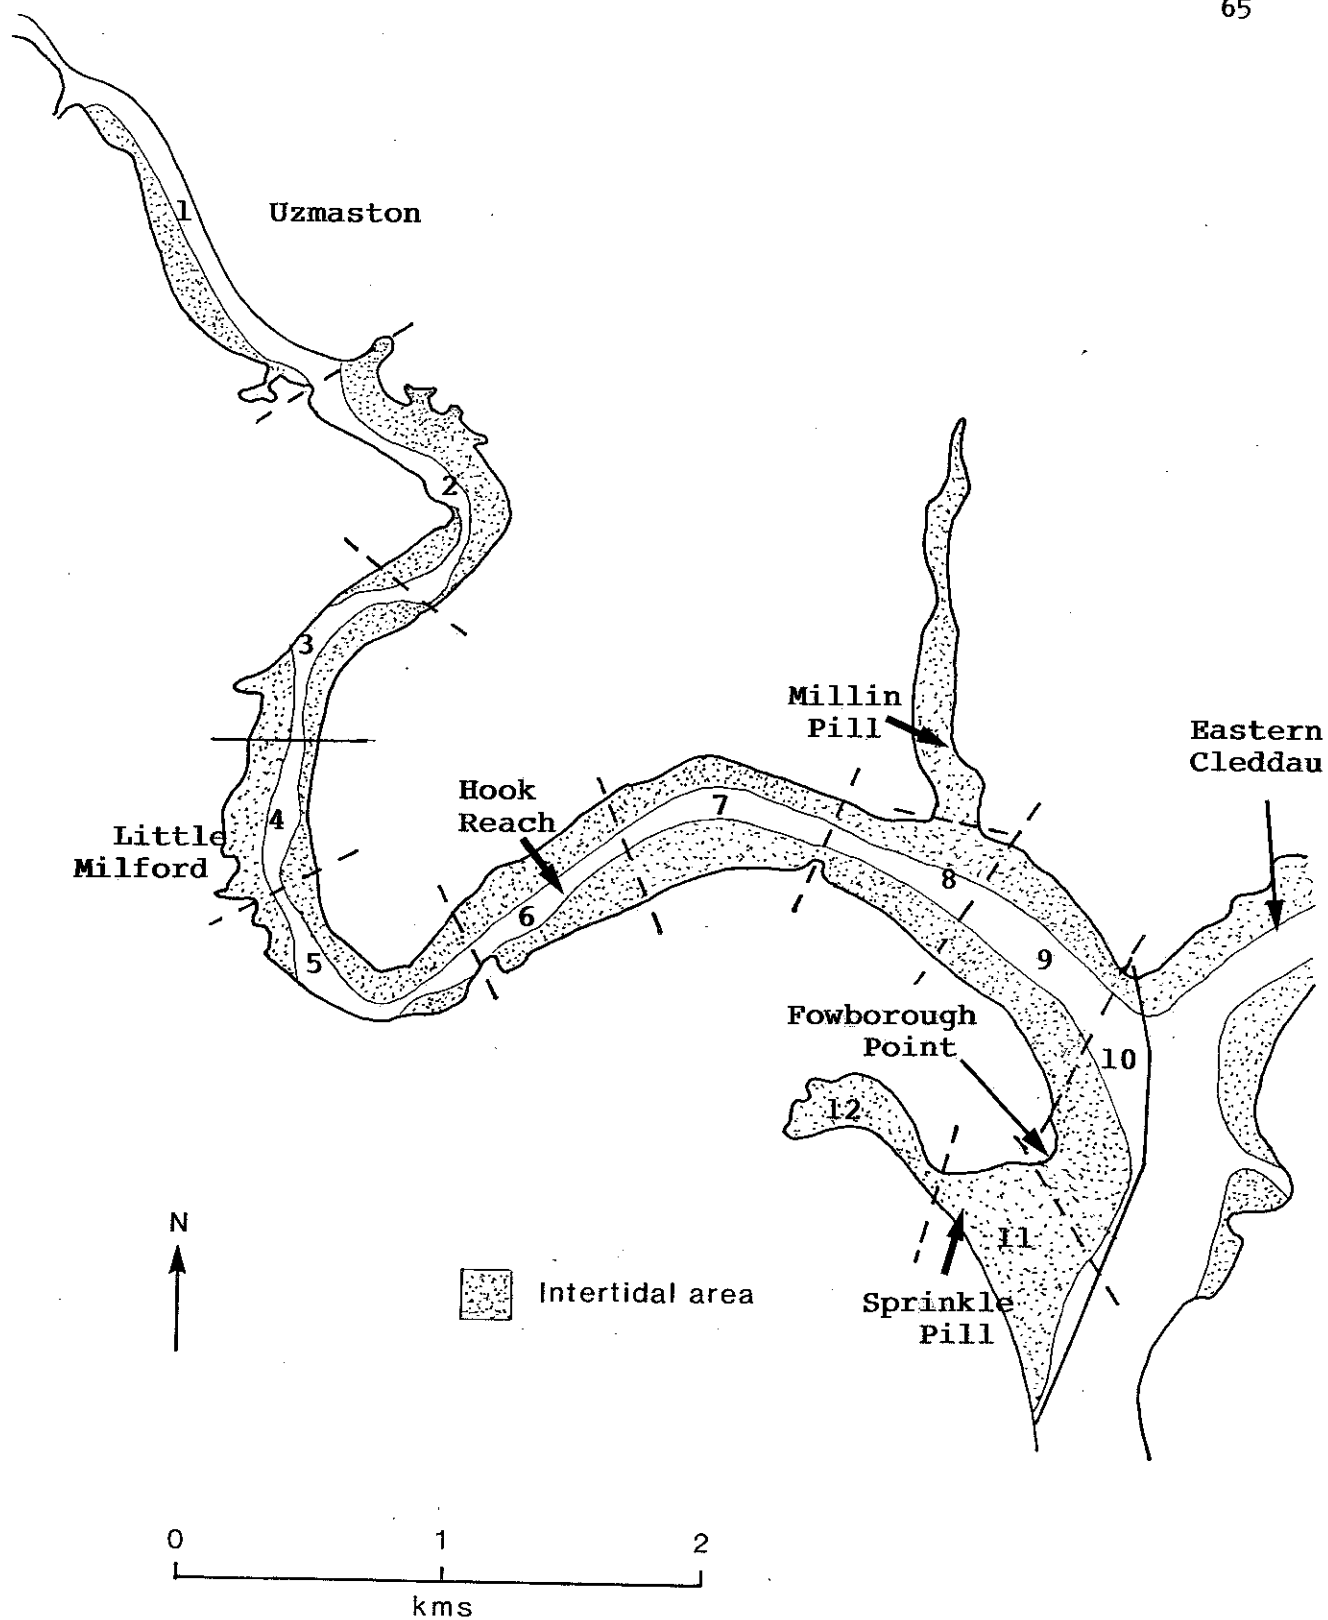 65
1
Uzmaston
2
3
Millin
Pill
Eastern
Cleddau
Hook
Reach
7
4
Little
Milford
8
6
5
9
Fowborough
Point
10
12
N
11
Intertidal area
Sprinkle
Pill
0 1 2
kms